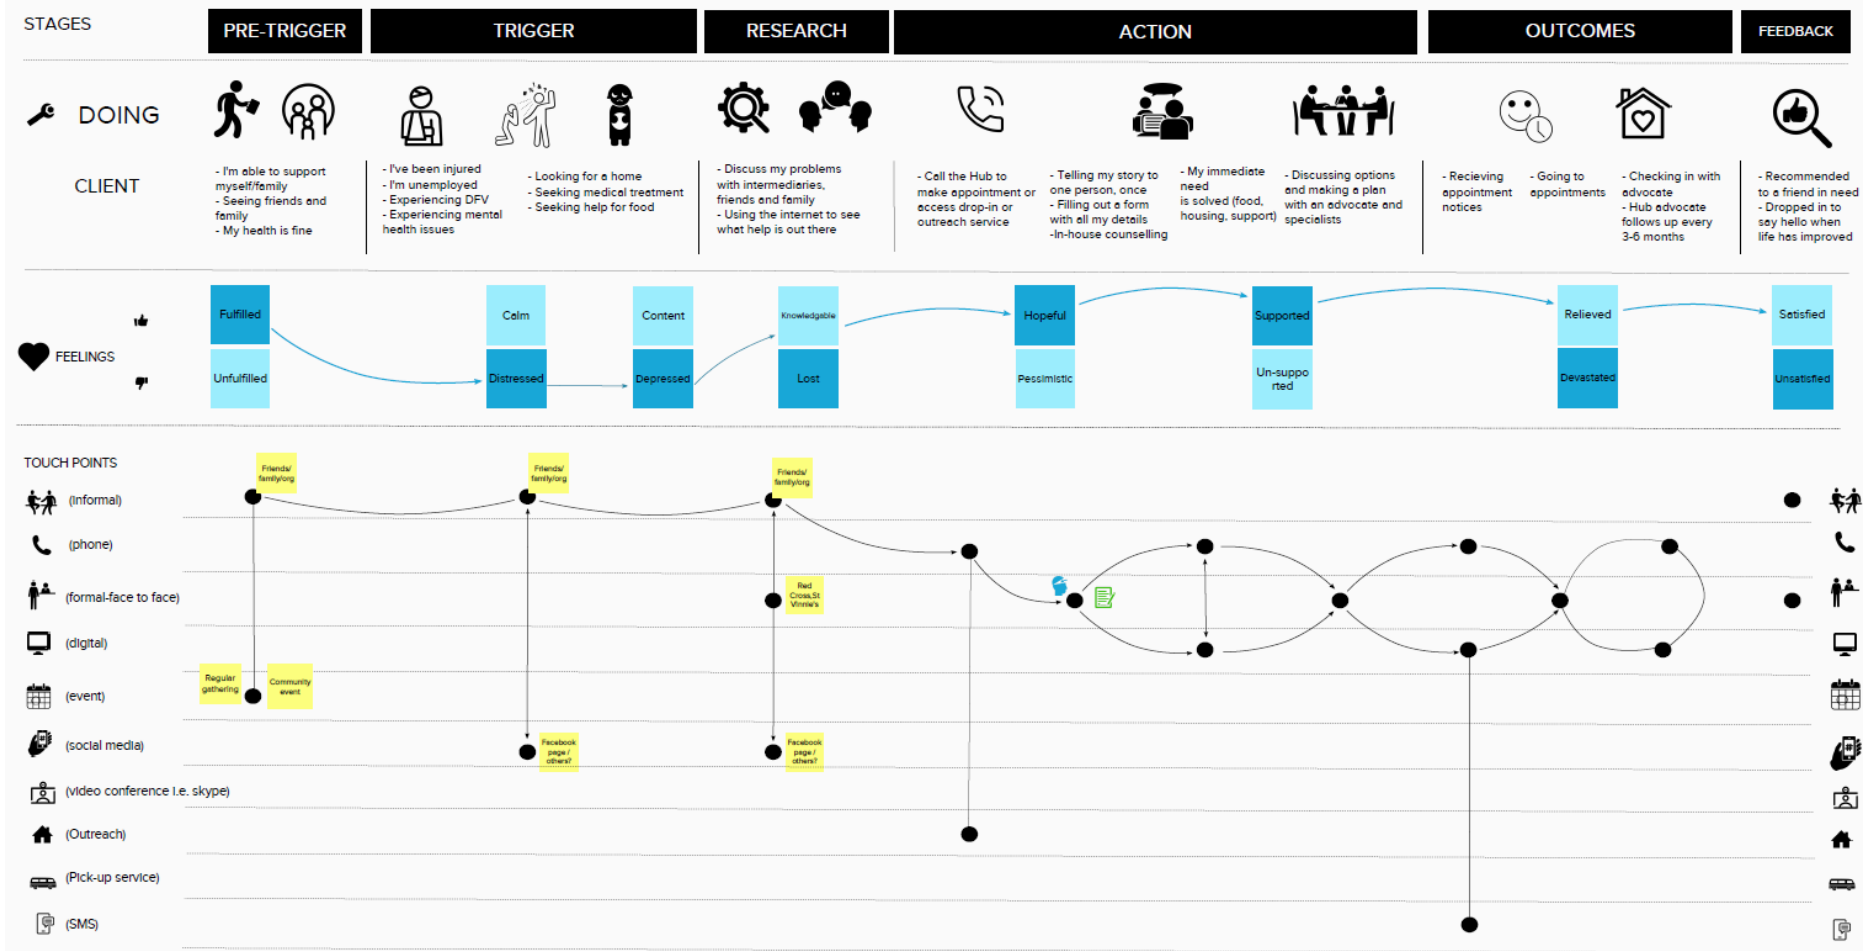 STAGES
PRE-TRIGGER
TRIGGER
RESEARCH
ACTION
OUTCOMES
FEEDBACK
DOING
CLIENT
- I'm able to support
myself/family
- Seeing friends and
family
- My health is fine
- I've been injured
- I'm unemployed
- Experiencing DFV
- Experiencing mental
health issues
- Looking for a home
- Seeking medical treatment
- Seeking help for food
- Discuss my problems
with intermediaries,
friends and family
- Using the internet to see
what help is out there
- Call the Hub to
make appointment or
access drop-in or
outreach service
- Telling my story to
one person, once
- Filling out a form
with all my details
-In-house counselling
- My immediate
need
is solved (food,
housing, support)
- Discussing options
and making a plan
with an advocate and
specialists
- Recieving
appointment
notices
- Going to
appointments
- Checking in with
advocate
- Hub advocate
follows up every
3-6 months
- Recommended
to a friend in need
- Dropped in to
say hello when
life has improved
FEELINGS
Fulfilled
Calm
Content
Knowledgable
Hopeful
Supported
Relieved
Satisfied
Unfulfilled
Distressed
Depressed
Lost
Pessimistic
Un-suppo
rted
Devastated
Unsatisfied
TOUCH POINTS
Friends/
family/org
Friends/
family/org
Friends/
family/org
(Informal)
(phone)
(formal-face to face)
Red
Cross,St
Vinnie's
(digital)
Regular
gathering
Community
event
(event)
(social media)
Facebook
page /
others?
Facebook
page /
others?
(video conference i.e. skype)
(Outreach)
(Pick-up service)
(SMS)